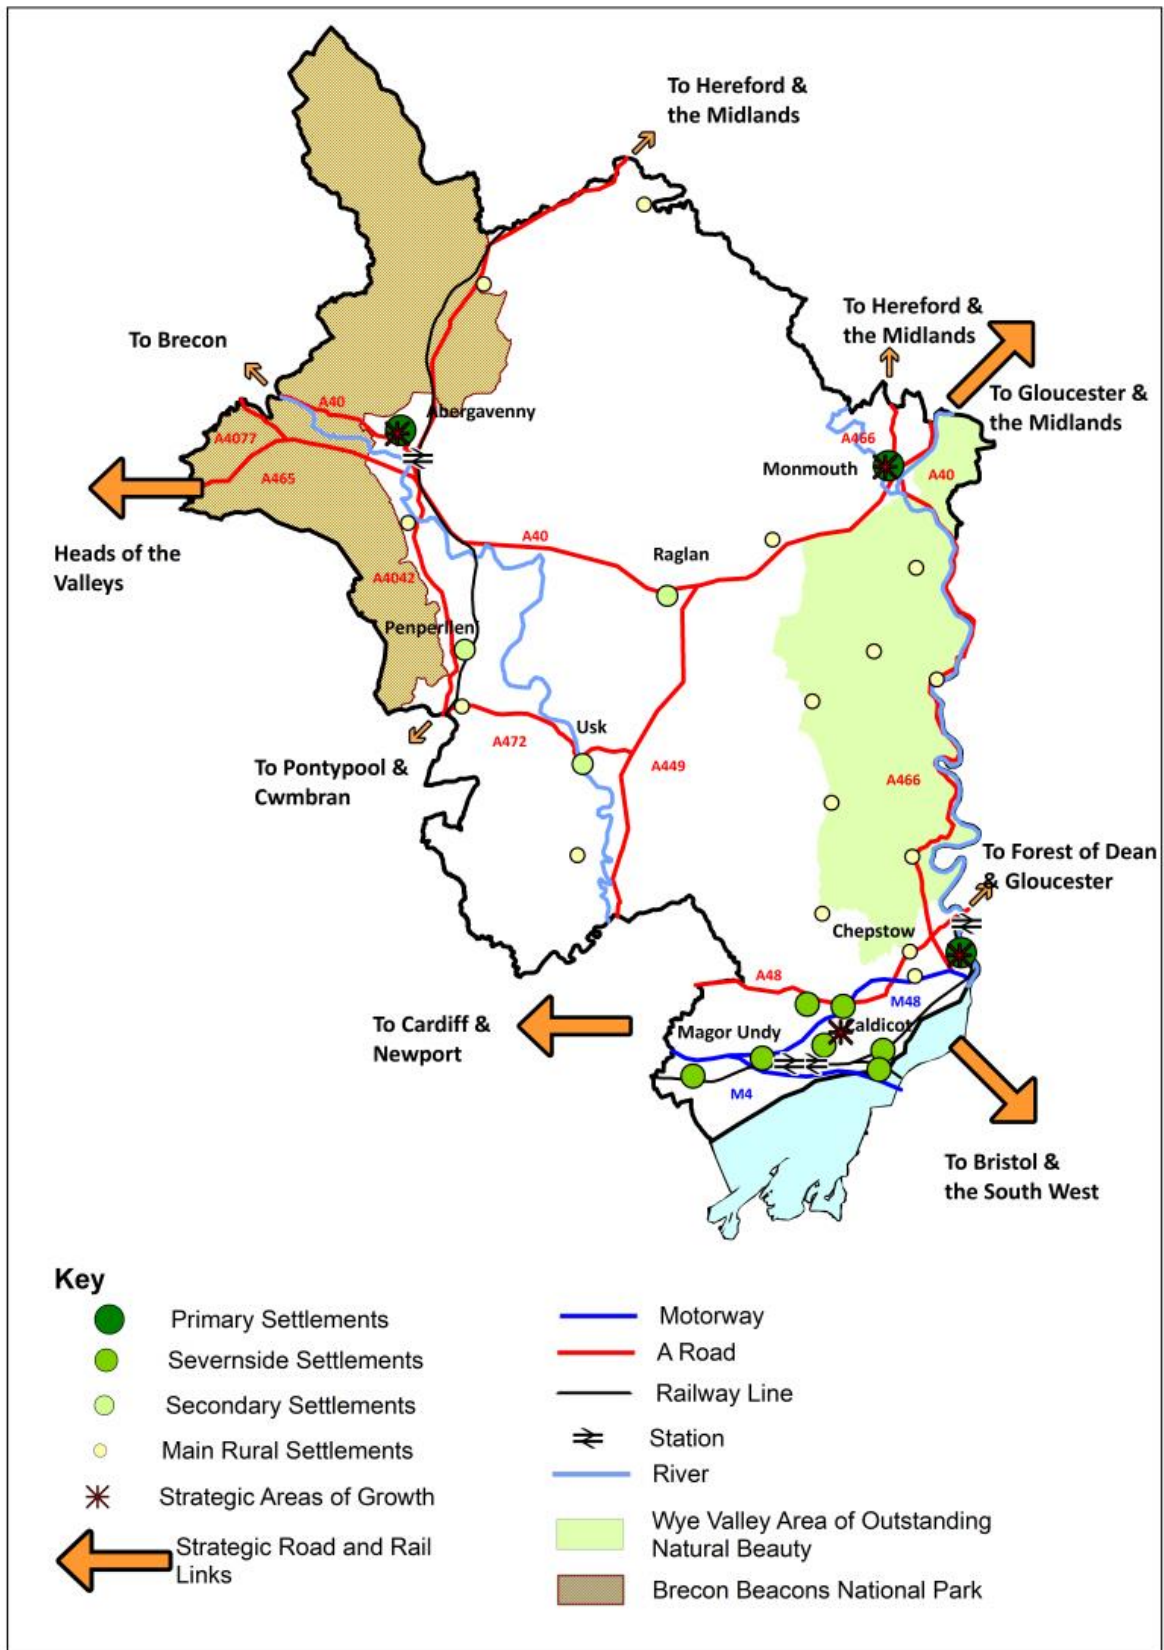 To Hereford &
the Midlands
To Hereford &
the Midlands
To Brecon
To Gloucester &
the Midlands
A40
Abergavenny
A4077
A466
A465
Monmouth
A40
Heads of the
Valleys
A40
Raglan
A4042
Penperlleni
Usk
A472
A449
To Pontypool &
Cwmbran
A466
To Forest of Dean
& Gloucester
Chepstow
A48
M48
To Cardiff &
Newport
Magor Undy
Caldicot
M4
To Bristol &
the South West
Key
Primary Settlements
Severnside Settlements
Secondary Settlements
Main Rural Settlements
Strategic Areas of Growth
Strategic Road and Rail
Links
Motorway
A Road
Railway Line
Station
River
Wye Valley Area of Outstanding
Natural Beauty
Brecon Beacons National Park